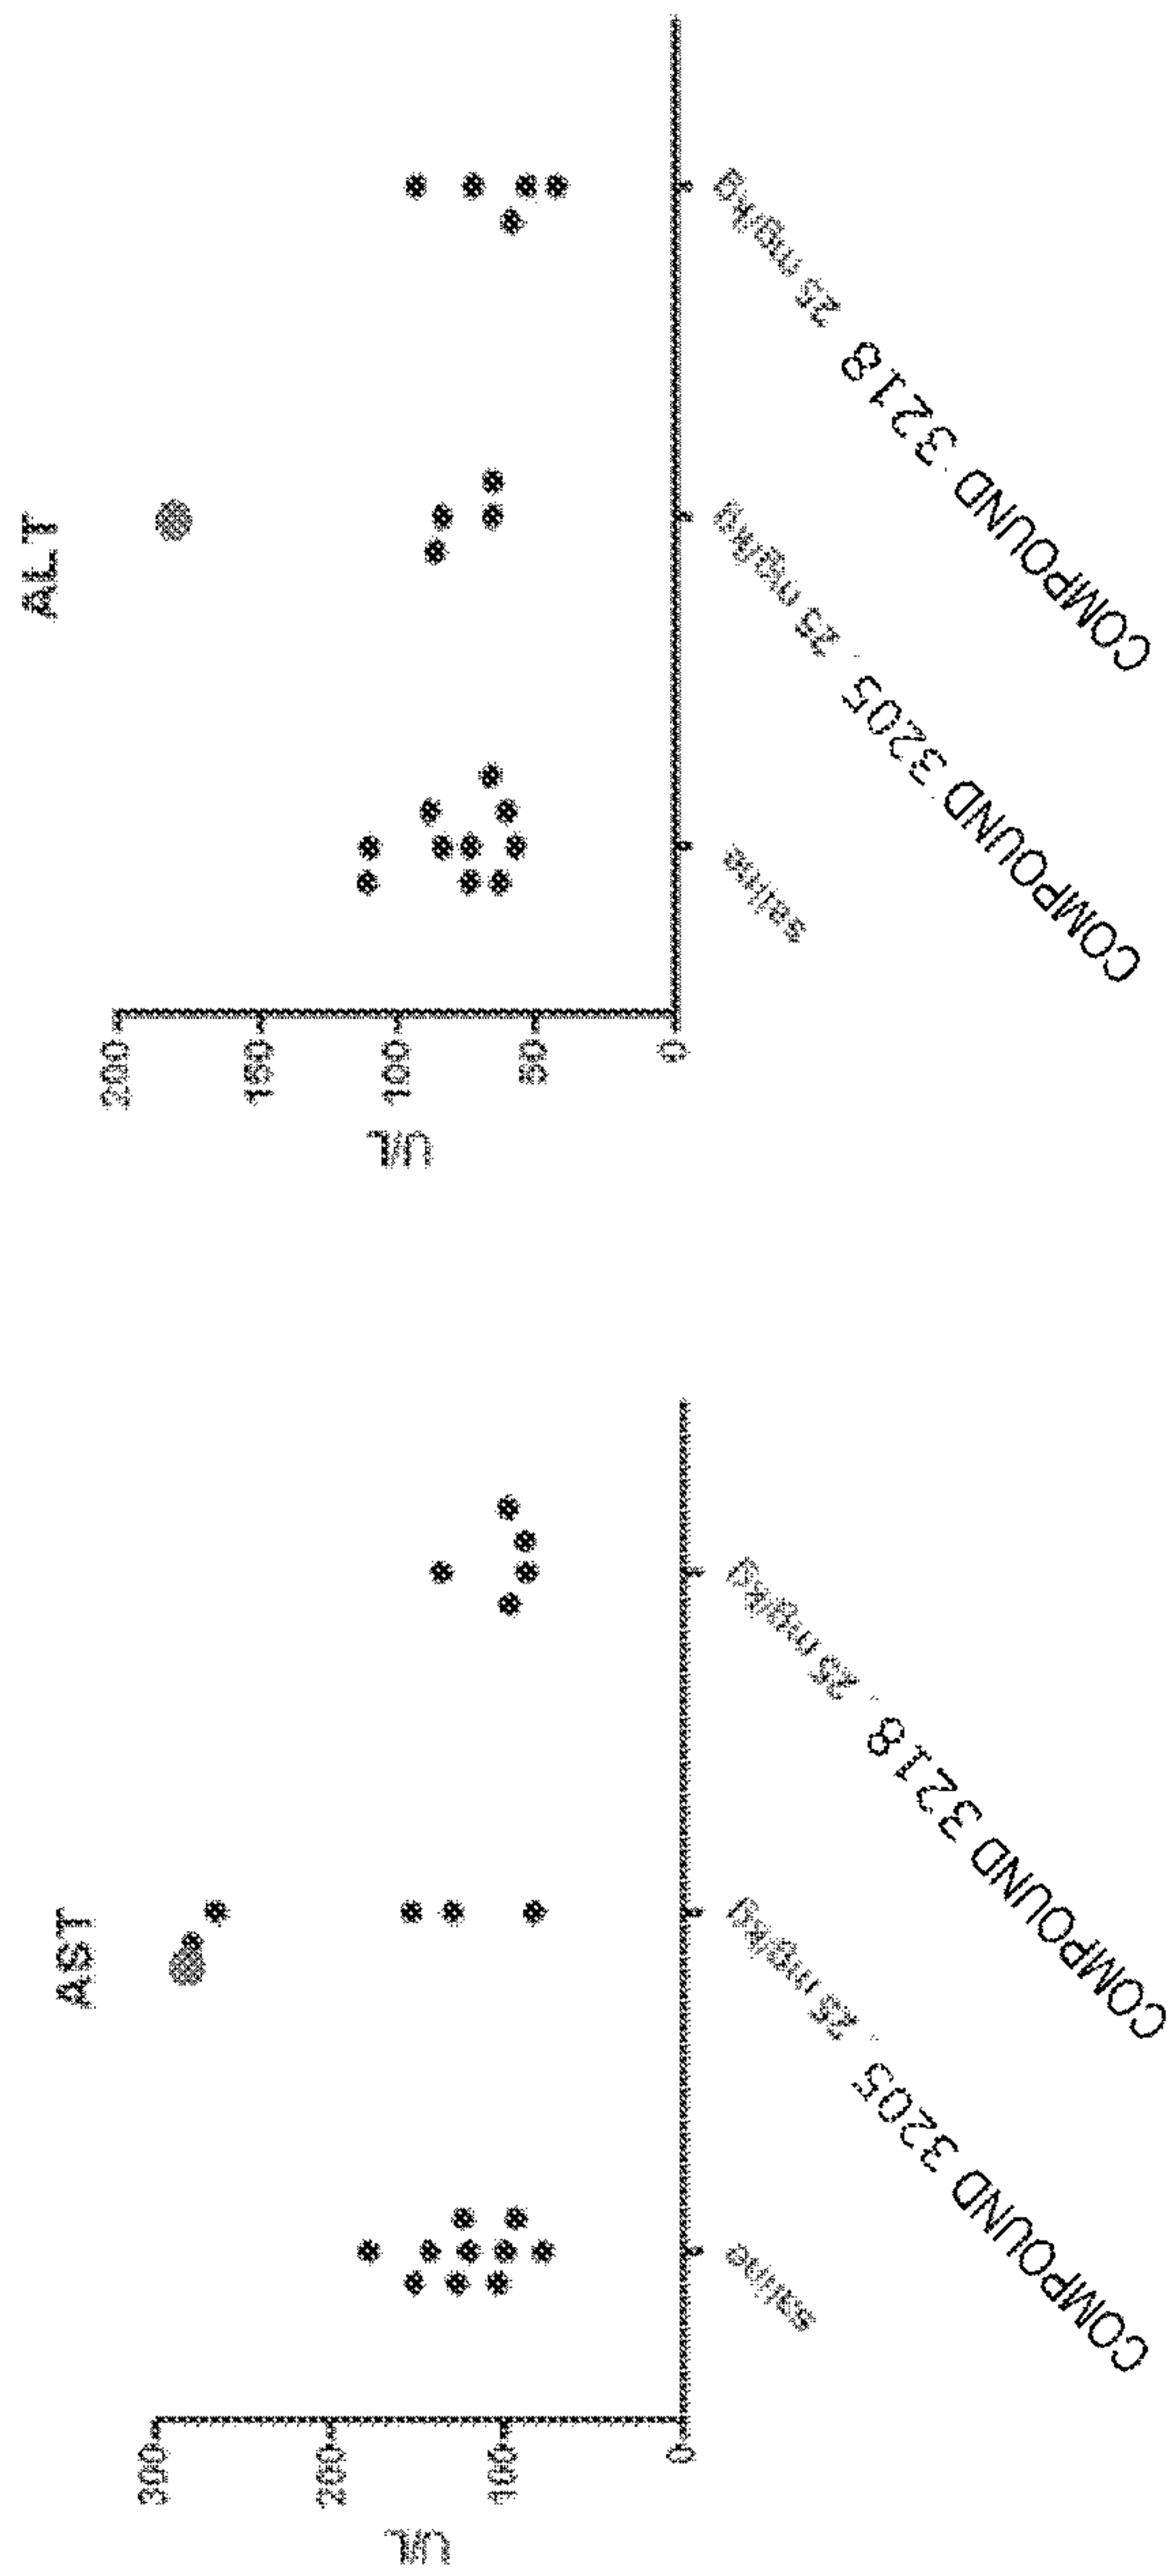 AST
U/L
300
200
100
0
saline
COMPOUND 3205, 25 mg/kg
COMPOUND 3218, 25 mg/kg
ALT
U/L
200
150
100
50
0
saline
COMPOUND 3205, 25 mg/kg
COMPOUND 3218 25 mg/kg